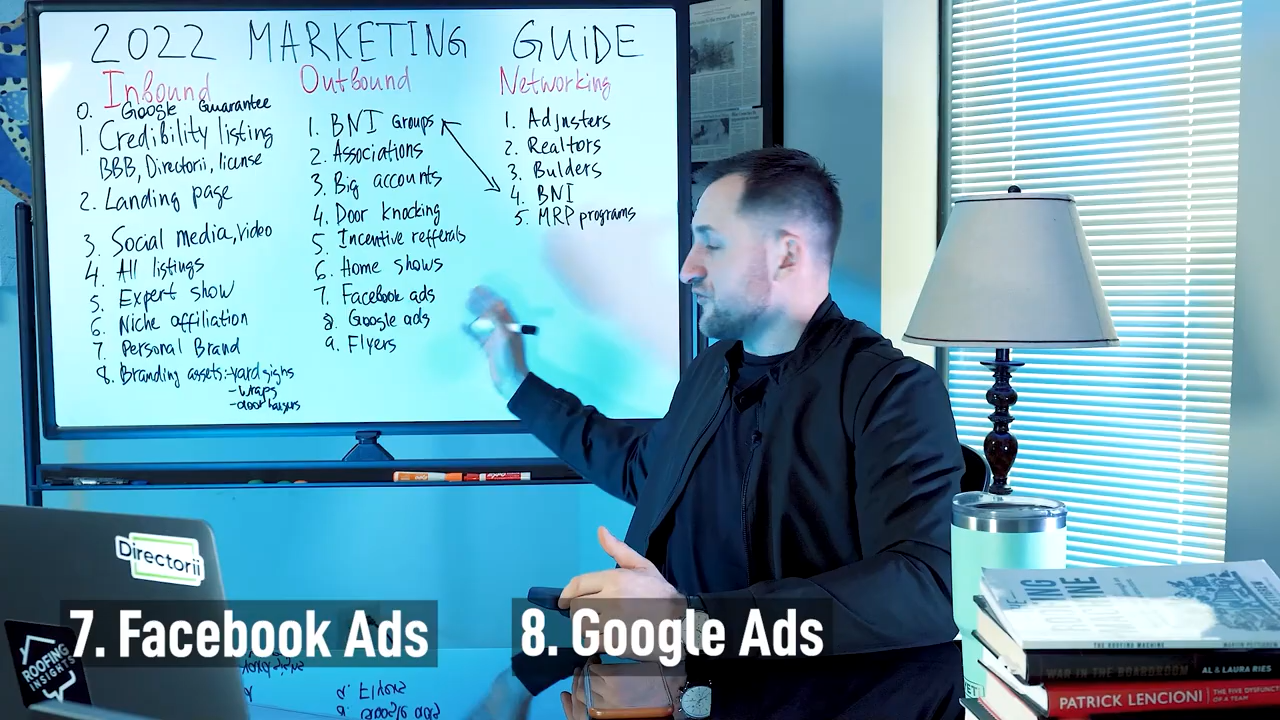 2022 MARKETING GUiDE
Inbound
0. Google Guarantee
1. Credibility listing
BBB, Directorii, license
2. Landing page
3. Social media, video
4. All listings
5. Expert show
6. Niche affiliation
7. Personal Brand
8. Branding assets:-yard signs
- wraps
Outbound
1. BNI Groups
2. Associations
3. Big accounts
4. Door knocking
5. Incentive refferals
6. Home shows
7. Facebook ads
8. Google ads
9. Flyers
Networking
1. Adjusters
2. Realtors
3. Bulders
4. BNI
5. MRP programs
Directorii
ROOFING
INSIGHTS
7. Facebook Ads
8. Google Ads
THE ROOFING MACHINE
WAR IN THE BOARDROOM AL & LAURA RIES
PATRICK LENCIONI